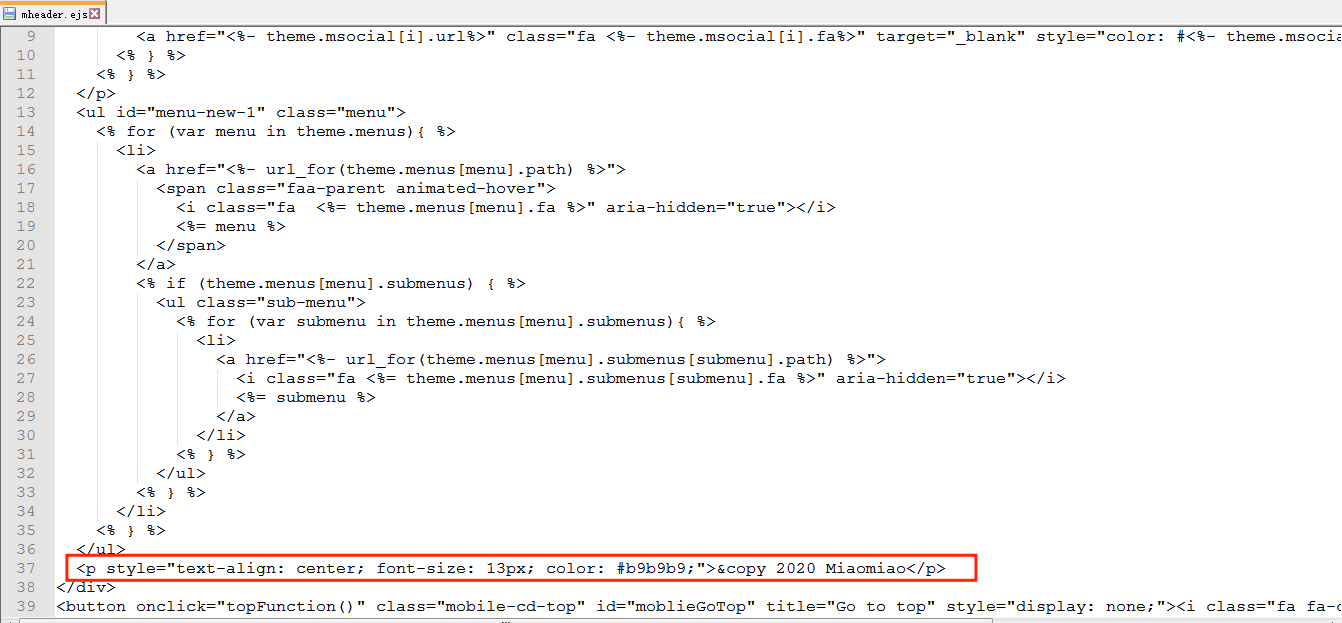 mheader.ejs
9 <a href="<%- theme.msocial[i].url%>" class="fa <%- theme.msocial[i].fa%>" target="_blank" style="color: #<%- theme.msocia
10 <% } %>
11 <% } %>
12 </p>
13 <ul id="menu-new-1" class="menu">
14 <% for (var menu in theme.menus){ %>
15 <li>
16 <a href="<%- url_for(theme.menus[menu].path) %>">
17 <span class="faa-parent animated-hover">
18 <i class="fa  <%= theme.menus[menu].fa %>" aria-hidden="true"></i>
19 <%= menu %>
20 </span>
21 </a>
22 <% if (theme.menus[menu].submenus) { %>
23 <ul class="sub-menu">
24 <% for (var submenu in theme.menus[menu].submenus){ %>
25 <li>
26 <a href="<%- url_for(theme.menus[menu].submenus[submenu].path) %>">
27 <i class="fa <%= theme.menus[menu].submenus[submenu].fa %>" aria-hidden="true"></i>
28 <%= submenu %>
29 </a>
30 </li>
31 <% } %>
32 </ul>
33 <% } %>
34 </li>
35 <% } %>
36 </ul>
37 <p style="text-align: center; font-size: 13px; color: #b9b9b9;">&copy 2020 Miaomiao</p>
38 </div>
39 <button onclick="topFunction()" class="mobile-cd-top" id="moblieGoTop" title="Go to top" style="display: none;"><i class="fa fa-c